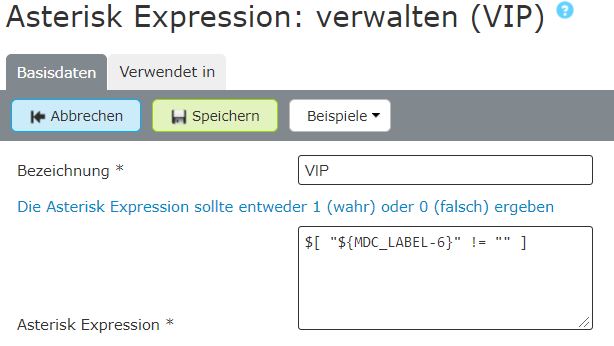 Asterisk Expression: verwalten (VIP) ?
Basisdaten Verwendet in
Abbrechen Speichern Beispiele
Bezeichnung * VIP
Die Asterisk Expression sollte entweder 1 (wahr) oder 0 (falsch) ergeben
$[ "${MDC_LABEL-6}" != "" ]
Asterisk Expression *